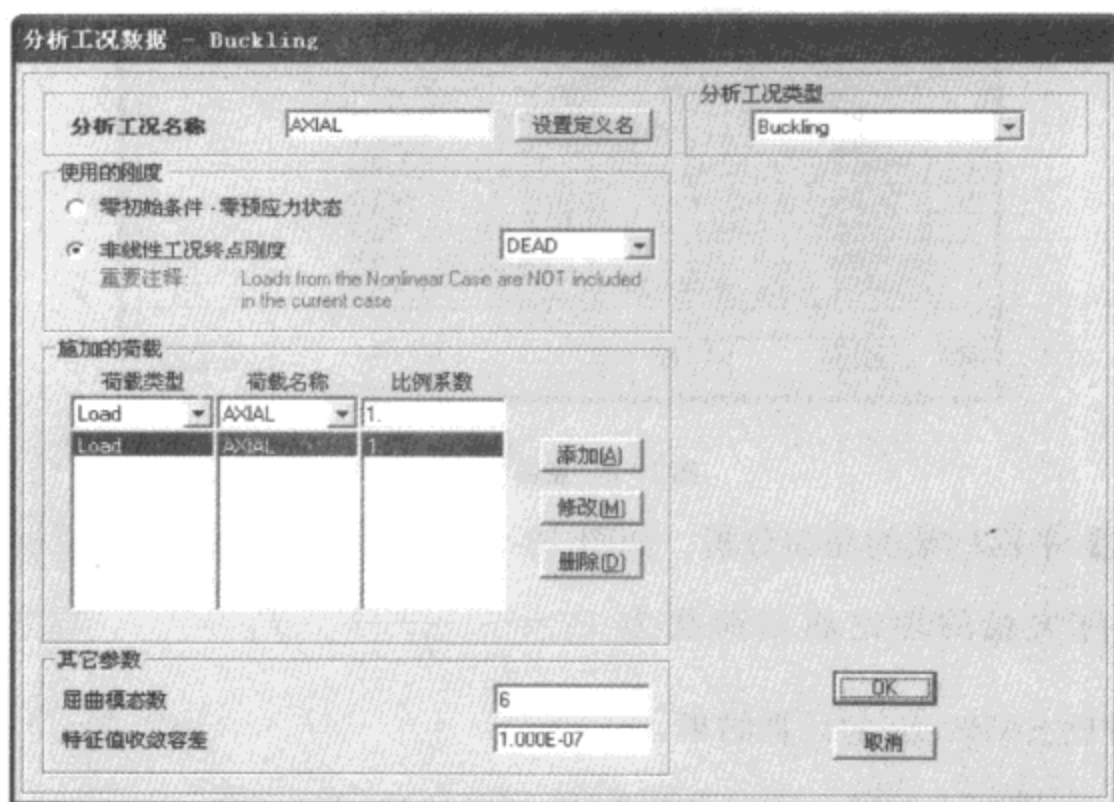 分析工况数据 - Buckling
分析工况名称 AXIAL 设置定义名
分析工况类型
Buckling
使用的刚度
零初始条件 - 零预应力状态
非线性工况终点刚度 DEAD
重要注释: Loads from the Nonlinear Case are NOT included
in the current case
施加的荷载
荷载类型 荷载名称 比例系数
Load AXIAL 1.
Load AXIAL 1.
添加(A)
修改(M)
删除(D)
其它参数
屈曲模态数 6
特征值收敛容差 1.000E-07
OK
取消